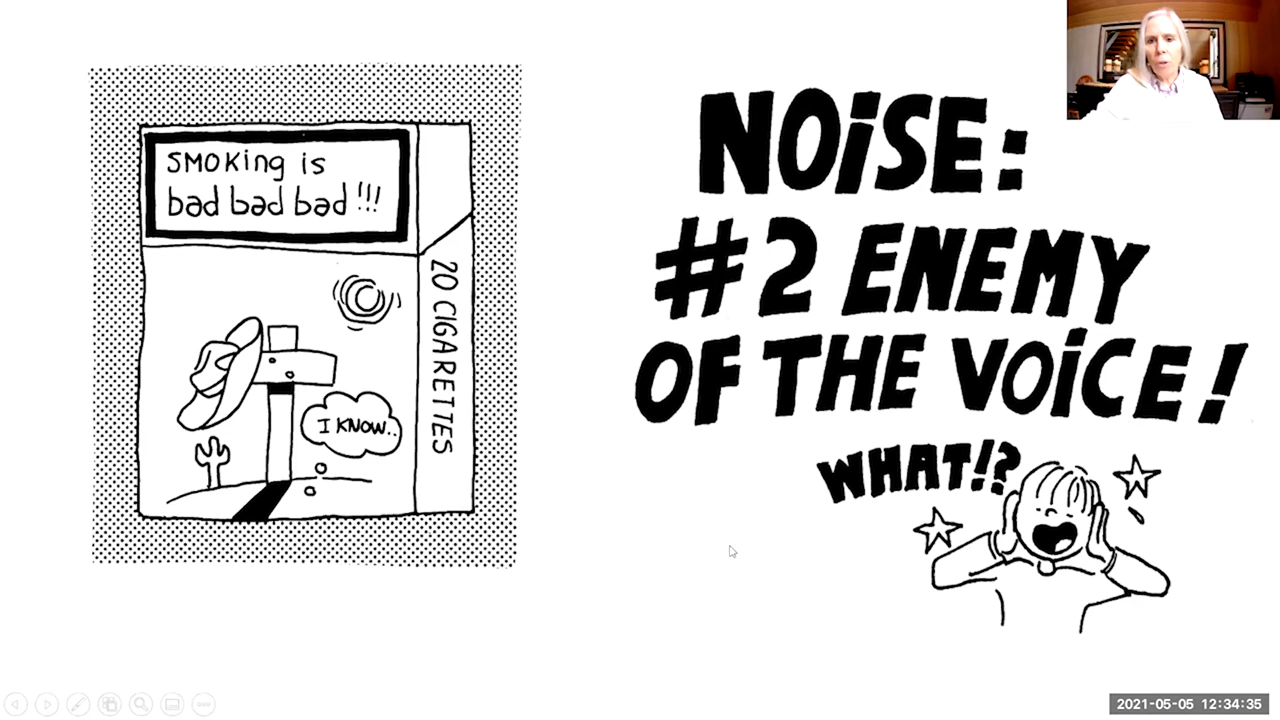 SMOKing is
bad bad bad !!!
20 CIGARETTES
I KNOW..
NOiSE:
#2 ENEMY
OF THE VOiCE!
WHAT!?
2021-05-05 12:34:35